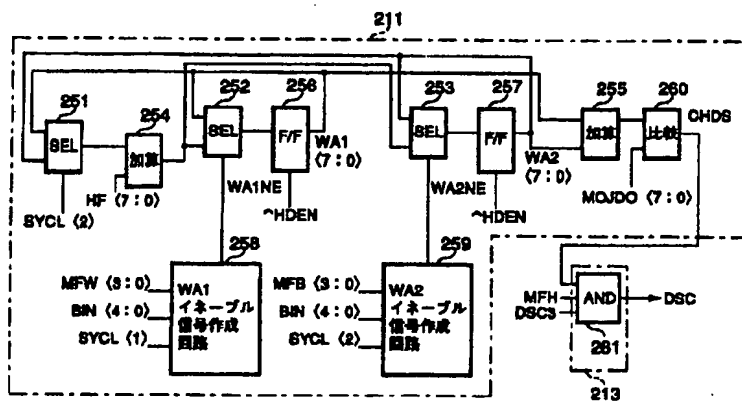 211
251
SEL
SYCL (2)
254
加算
HF (7:0)
252
SEL
WA1NE
256
F/F
WA1
(7:0)
^HDEN
253
SEL
WA2NE
257
F/F
WA2
(7:0)
^HDEN
255
加算
260
比較
CHDS
MOJDO (7:0)
258
MFW (3:0)
BIN (4:0)
SYCL (1)
WA1
イネーブル
信号作成
回路
259
MFB (3:0)
BIN (4:0)
SYCL (2)
WA2
イネーブル
信号作成
回路
MFH
DSC3
AND
DSC
261
213